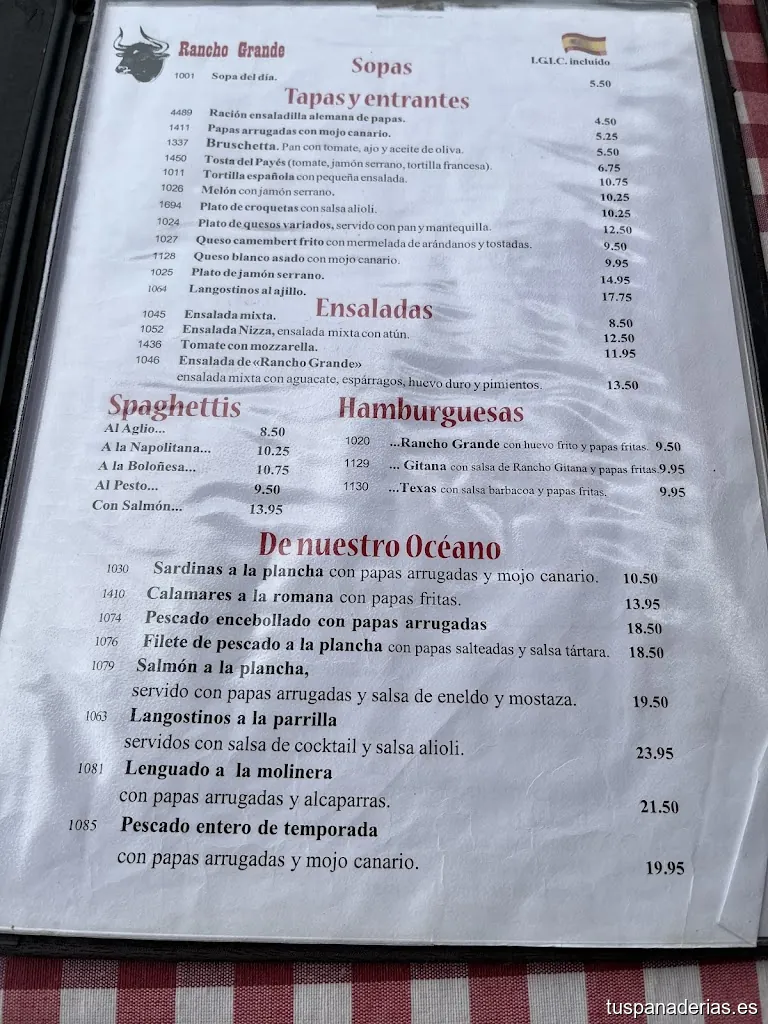 Rancho Grande
Sopas
I.G.I.C. incluido
1001 Sopa del día. 5.50
Tapas y entrantes
4489 Ración ensaladilla alemana de papas. 4.50
1411 Papas arrugadas con mojo canario. 5.25
1337 Bruschetta. Pan con tomate, ajo y aceite de oliva. 5.50
1450 Tosta del Payés (tomate, jamón serrano, tortilla francesa). 6.75
1011 Tortilla española con pequeña ensalada. 10.75
1026 Melón con jamón serrano. 10.25
1694 Plato de croquetas con salsa alioli. 10.25
1024 Plato de quesos variados, servido con pan y mantequilla. 12.50
1027 Queso camembert frito con mermelada de arándanos y tostadas. 9.50
1128 Queso blanco asado con mojo canario. 9.95
1025 Plato de jamón serrano. 14.95
1064 Langostinos al ajillo. 17.75
Ensaladas
1045 Ensalada mixta. 8.50
1052 Ensalada Nizza, ensalada mixta con atún. 12.50
1436 Tomate con mozzarella. 11.95
1046 Ensalada de «Rancho Grande»
ensalada mixta con aguacate, espárragos, huevo duro y pimientos. 13.50
Spaghettis
Al Aglio... 8.50
A la Napolitana... 10.25
A la Boloñesa... 10.75
Al Pesto... 9.50
Con Salmón... 13.95
Hamburguesas
1020 ...Rancho Grande con huevo frito y papas fritas. 9.50
1129 ... Gitana con salsa de Rancho Gitana y papas fritas. 9.95
1130 ...Texas con salsa barbacoa y papas fritas. 9.95
De nuestro Océano
1030 Sardinas a la plancha con papas arrugadas y mojo canario. 10.50
1410 Calamares a la romana con papas fritas. 13.95
1074 Pescado encebollado con papas arrugadas 18.50
1076 Filete de pescado a la plancha con papas salteadas y salsa tártara. 18.50
1079 Salmón a la plancha,
servido con papas arrugadas y salsa de eneldo y mostaza. 19.50
1063 Langostinos a la parrilla
servidos con salsa de cocktail y salsa alioli. 23.95
1081 Lenguado a la molinera
con papas arrugadas y alcaparras. 21.50
1085 Pescado entero de temporada
con papas arrugadas y mojo canario. 19.95
tuspanaderias.es